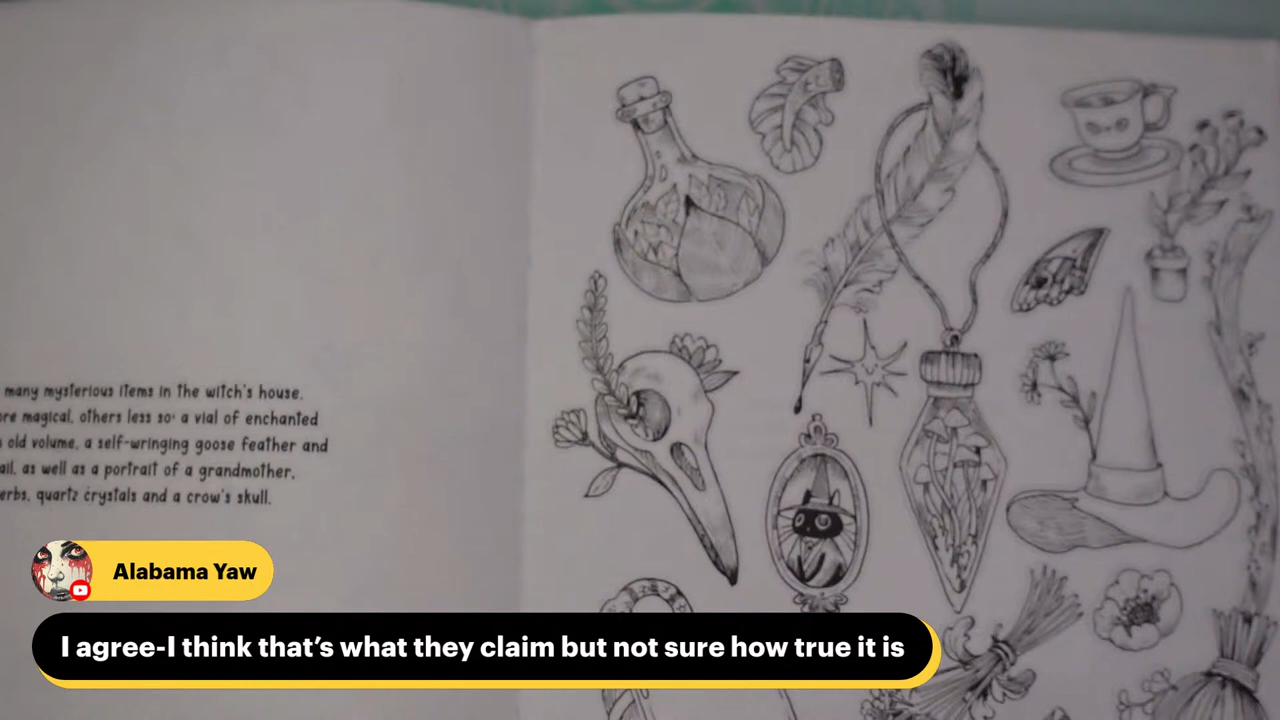 many mysterious items in the witch's house.
ore magical, others less so: a vial of enchanted
old volume, a self-wringing goose feather and
ail, as well as a portrait of a grandmother,
erbs, quartz crystals and a crow's skull.
Alabama Yaw
I agree-I think that's what they claim but not sure how true it is